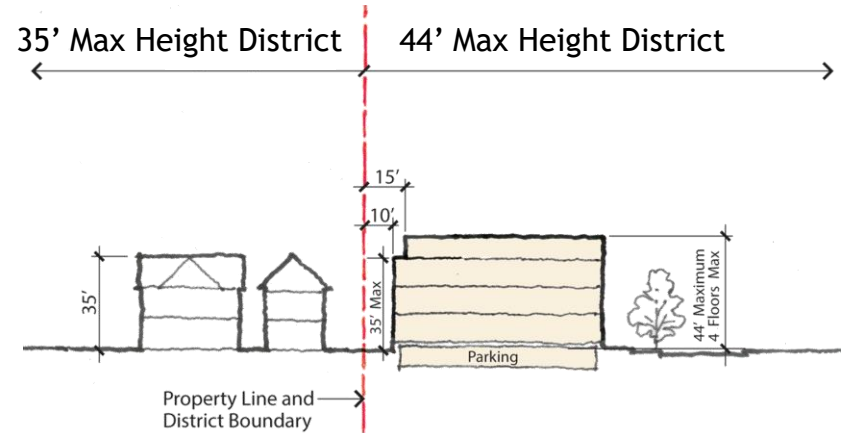 35’ Max Height District
44’ Max Height District
15’
10’
35’
35’ Max
44’ Maximum
4 Floors Max
Parking
Property Line and
District Boundary